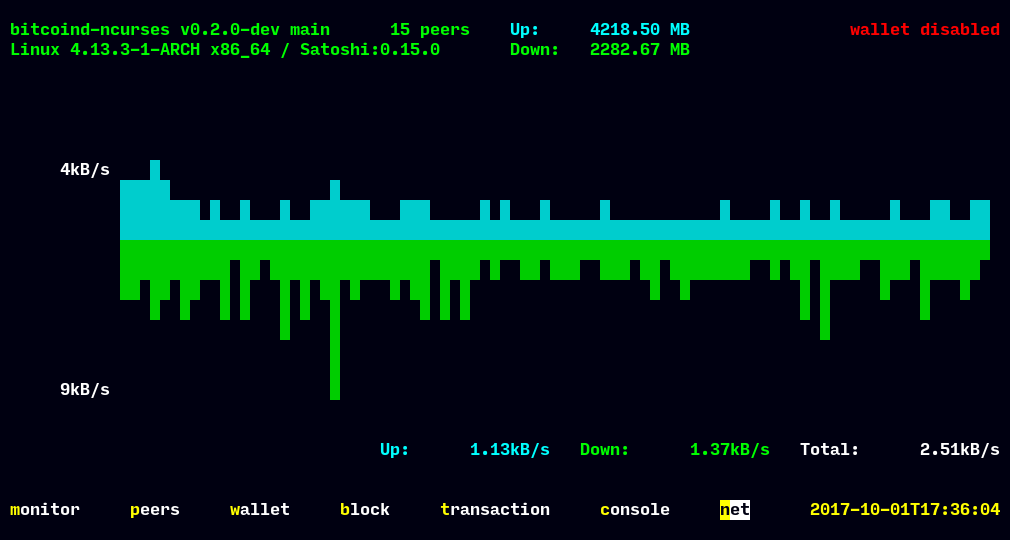 bitcoind-ncurses v0.2.0-dev main 15 peers Up: 4218.50 MB wallet disabled
Linux 4.13.3-1-ARCH x86_64 / Satoshi:0.15.0 Down: 2282.67 MB
4kB/s
9kB/s
Up: 1.13kB/s Down: 1.37kB/s Total: 2.51kB/s
monitor peers wallet block transaction console net 2017-10-01T17:36:04